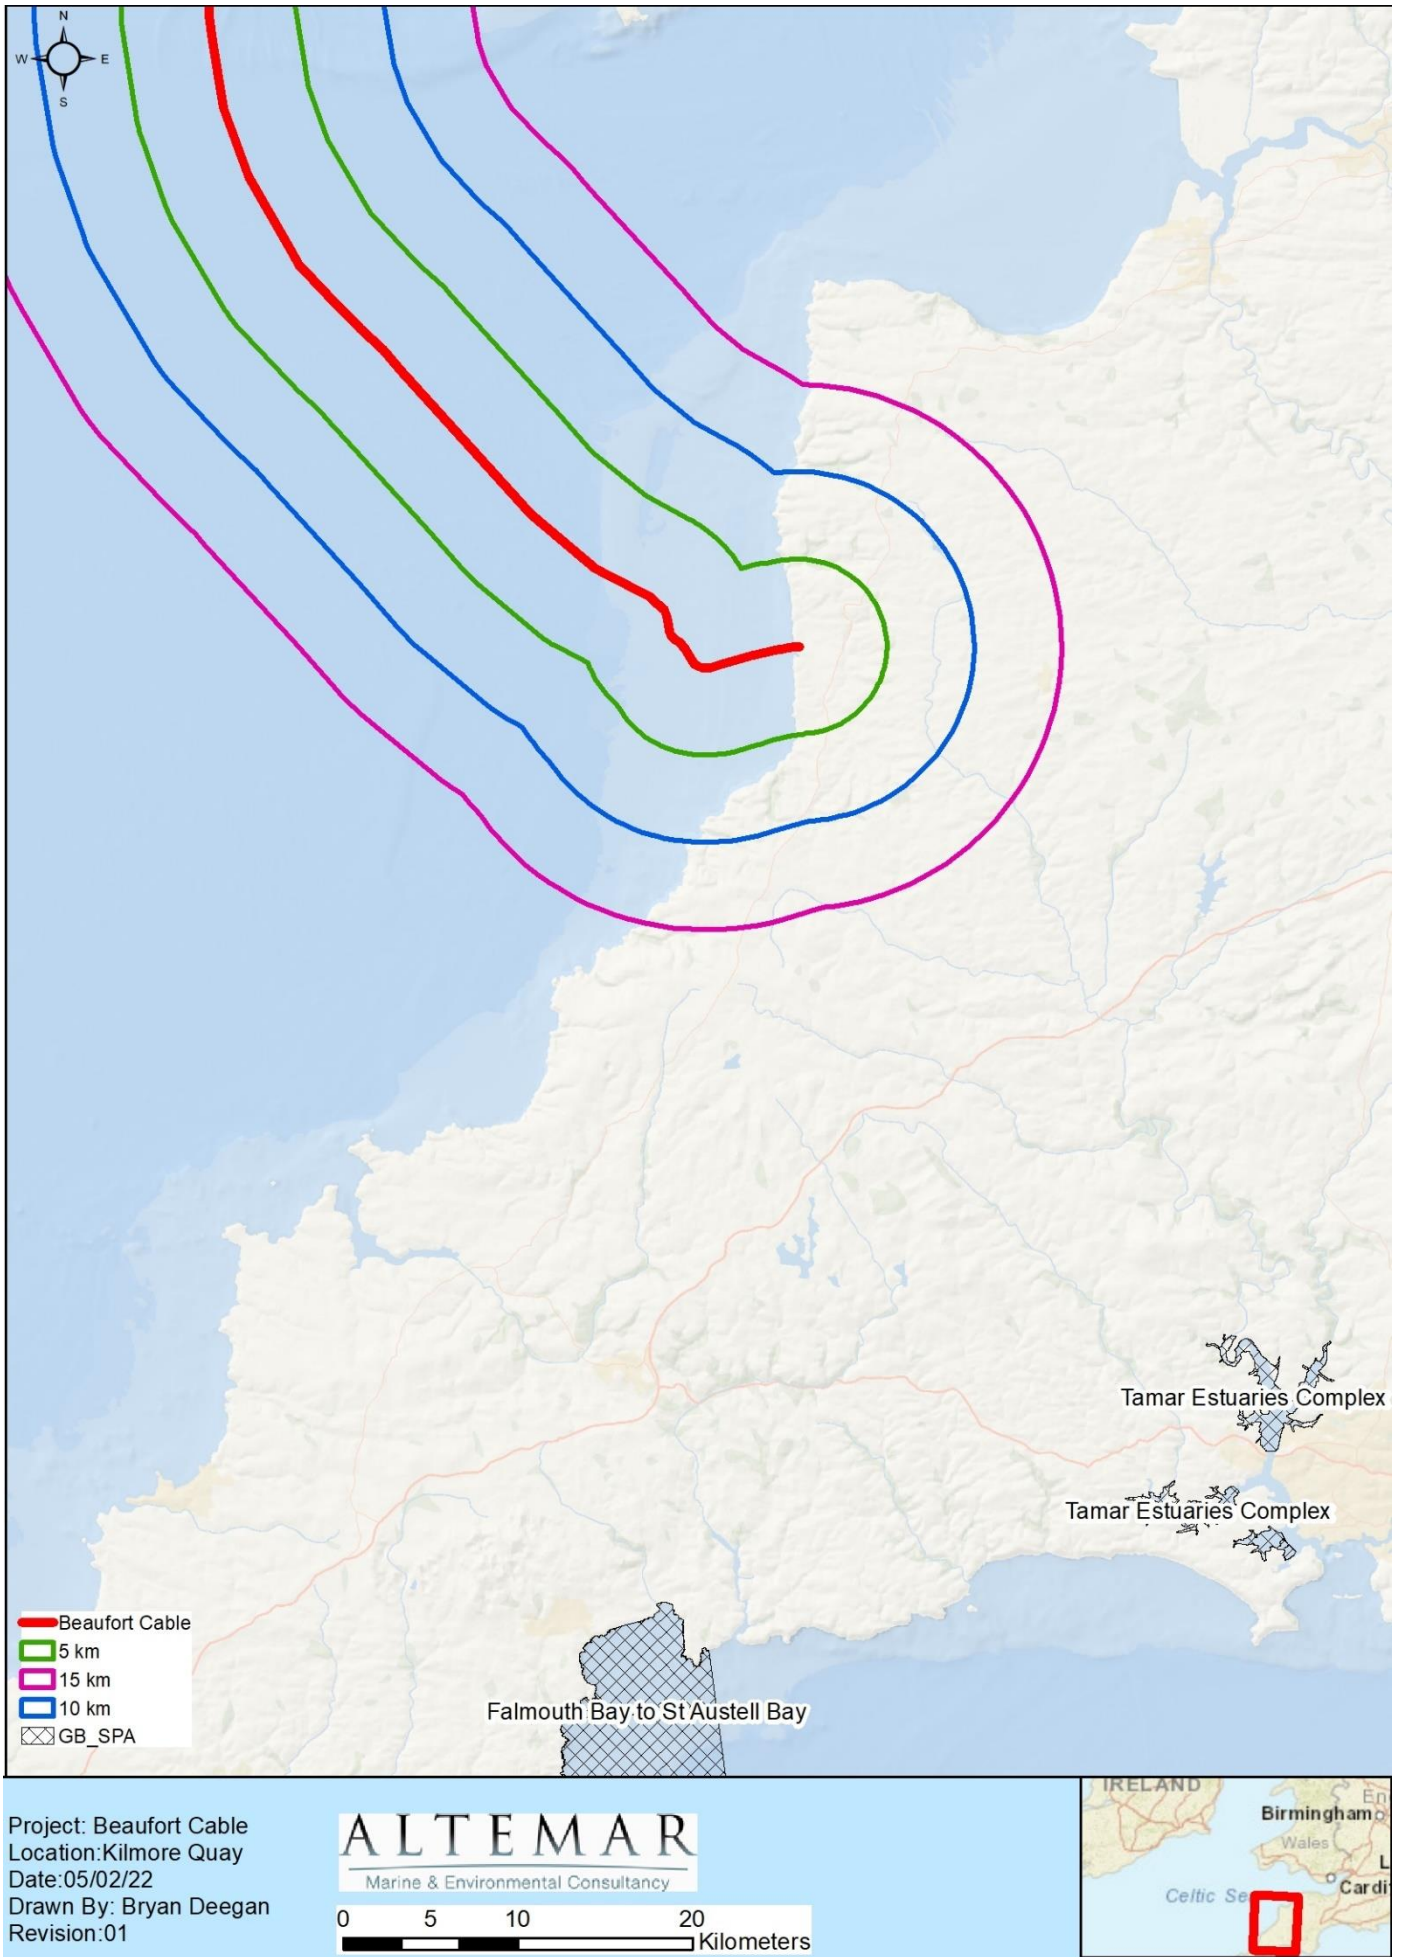 N
W
E
S
Tamar Estuaries Complex
Tamar Estuaries Complex
Falmouth Bay to St Austell Bay
Beaufort Cable
5 km
15 km
10 km
GB_SPA
Project: Beaufort Cable
Location:Kilmore Quay
Date:05/02/22
Drawn By: Bryan Deegan
Revision:01
ALTEMAR
Marine & Environmental Consultancy
0 5 10 20
Kilometers
IRELAND
En
Birmingham
Wales
L
Cardi
Celtic Se